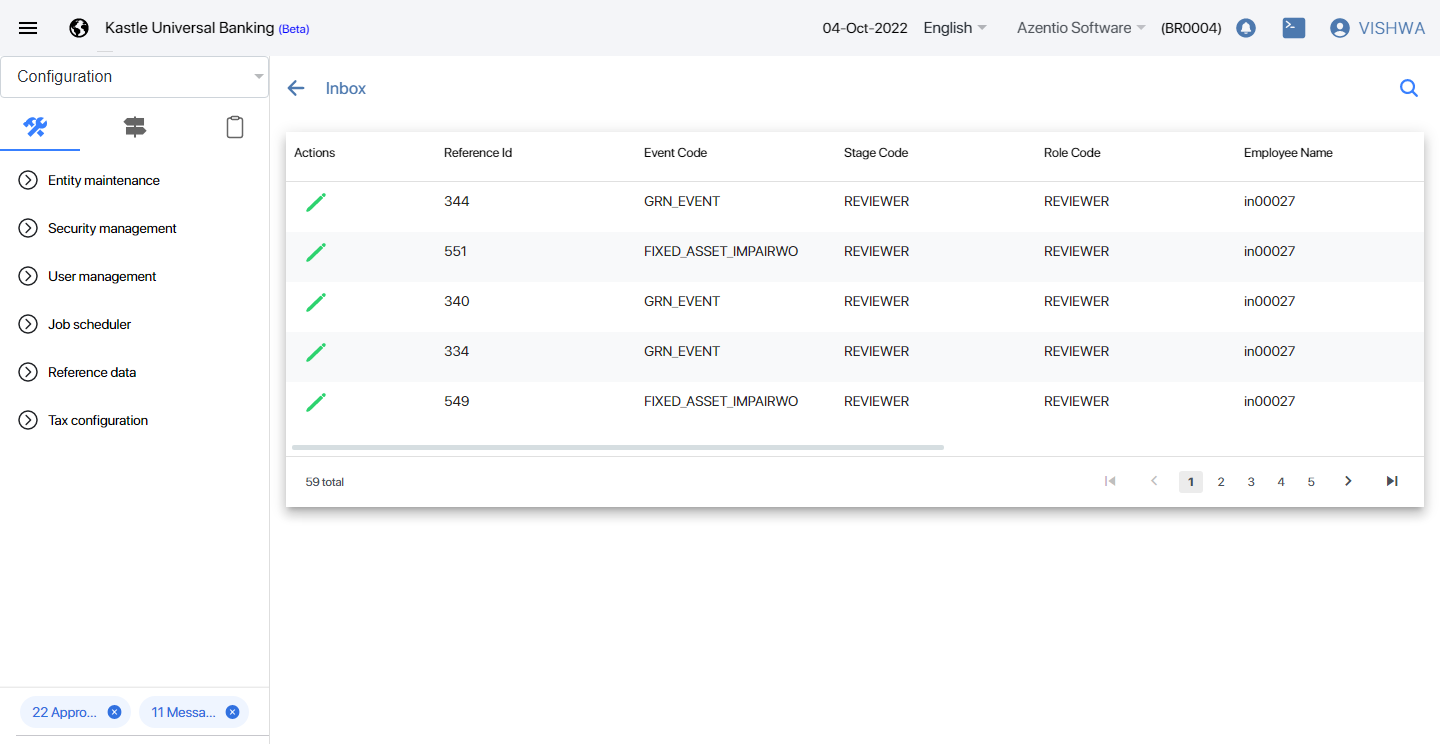 Kastle Universal Banking (Beta) 04-Oct-2022 English Azentio Software (BR0004) VISHWA
Configuration
Inbox
Entity maintenance
Security management
User management
Job scheduler
Reference data
Tax configuration
Actions Reference Id Event Code Stage Code Role Code Employee Name
344 GRN_EVENT REVIEWER REVIEWER in00027
551 FIXED_ASSET_IMPAIRWO REVIEWER REVIEWER in00027
340 GRN_EVENT REVIEWER REVIEWER in00027
334 GRN_EVENT REVIEWER REVIEWER in00027
549 FIXED_ASSET_IMPAIRWO REVIEWER REVIEWER in00027
59 total 1 2 3 4 5
22 Appro... 11 Messa...